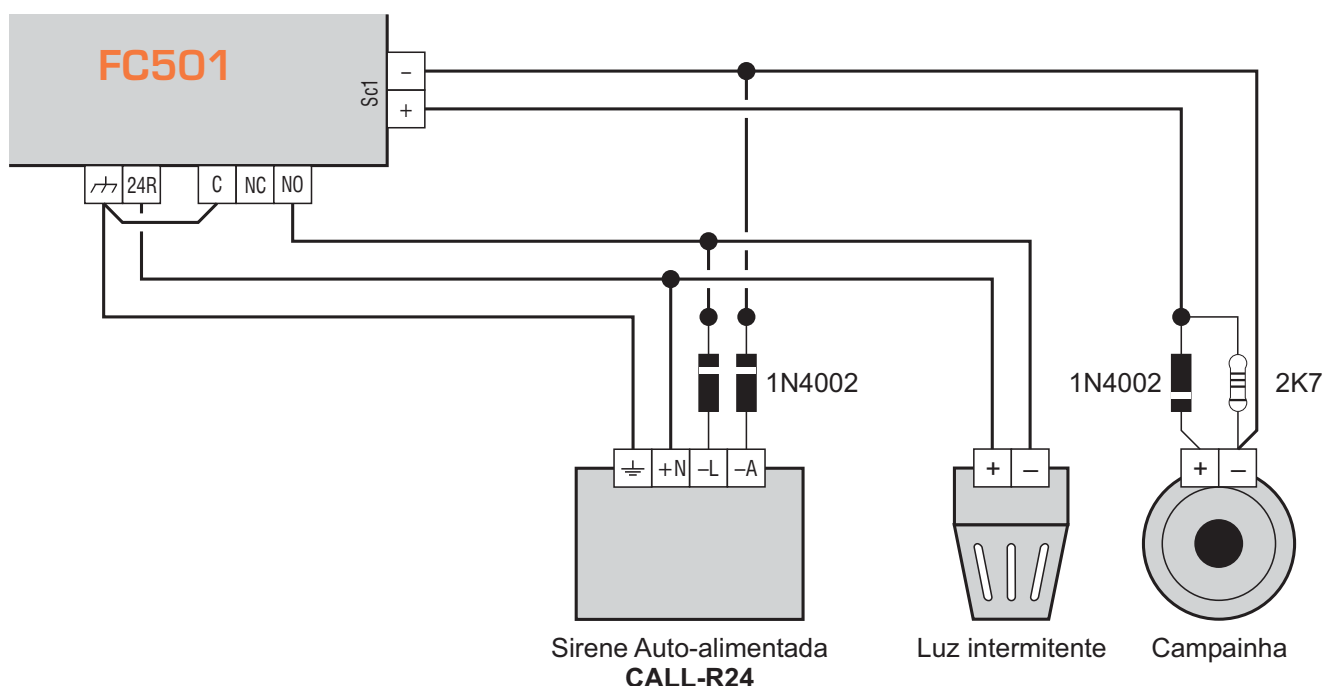 FC501
Sc1
-
+
24R
C
NC
NO
1N4002
1N4002
2K7
+N
–L
–A
+
–
+
–
Sirene Auto-alimentada
CALL-R24
Luz intermitente
Campainha